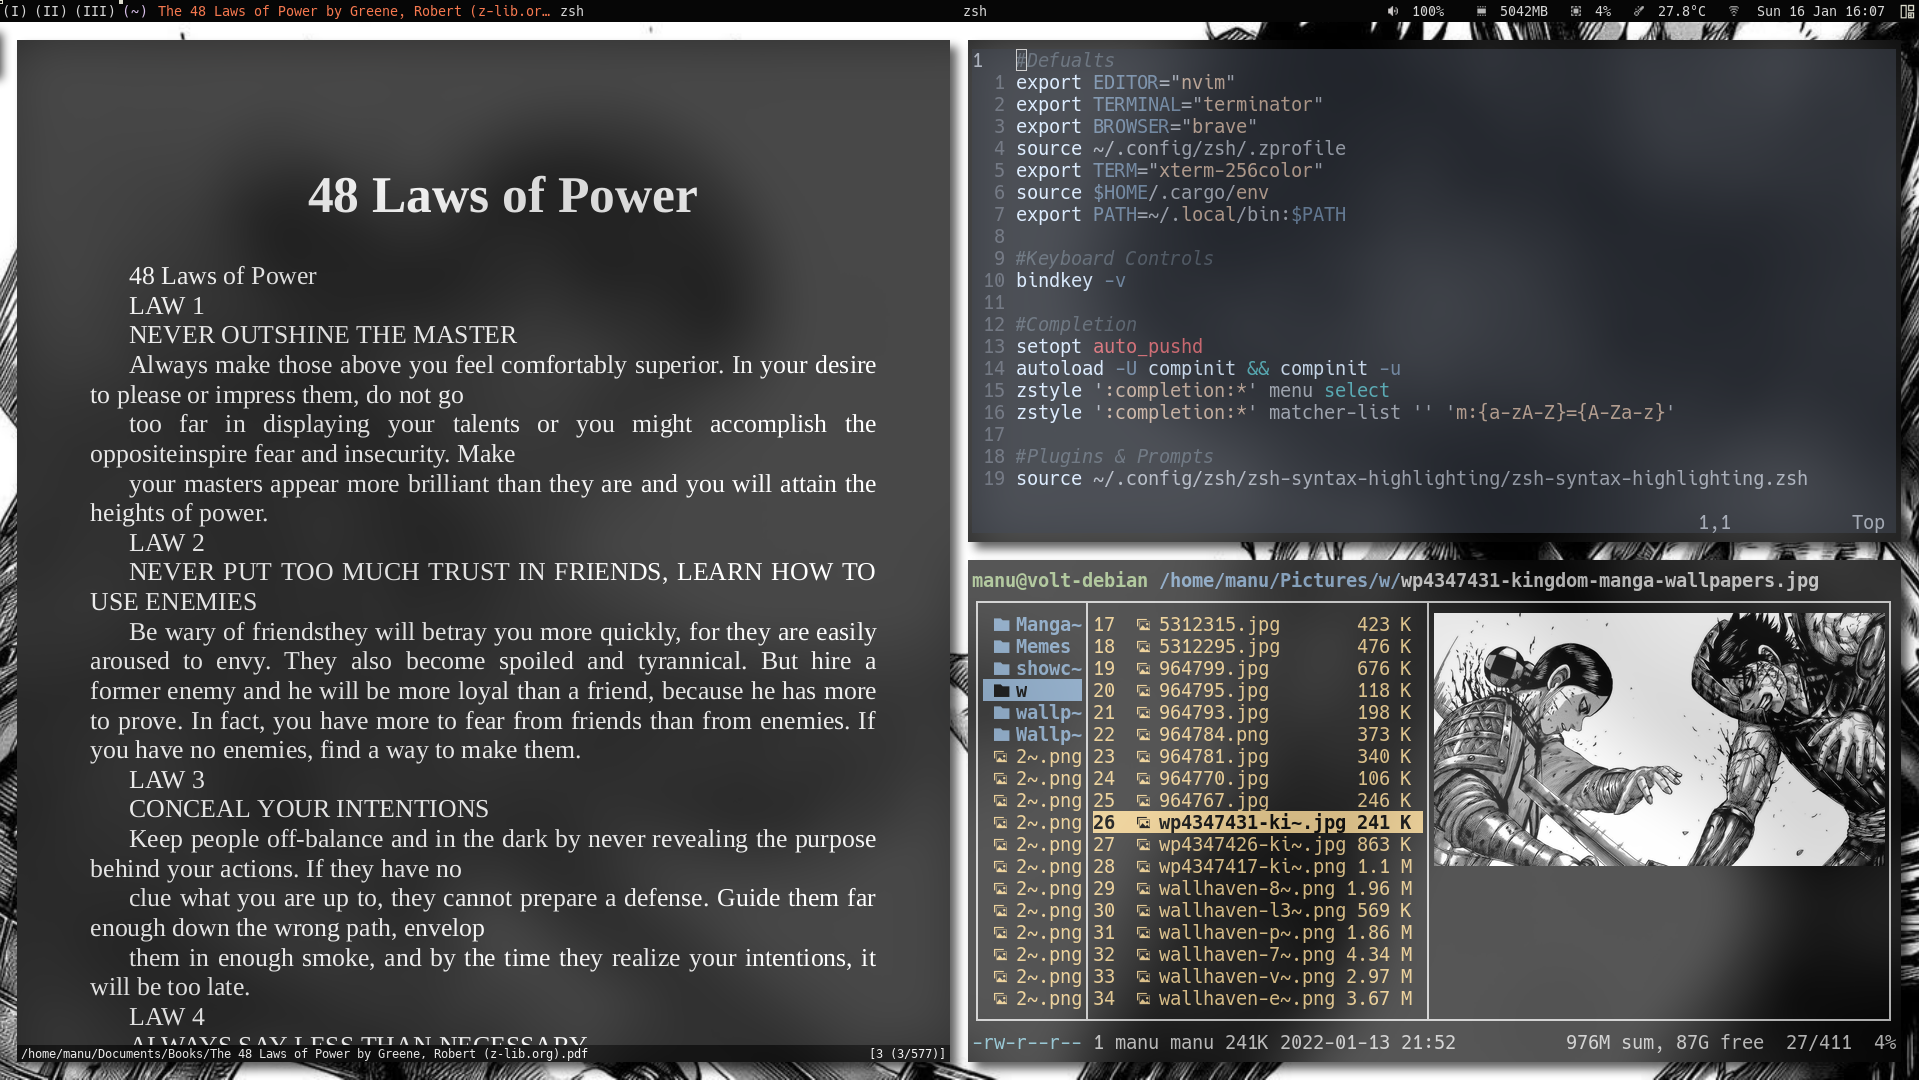 (I) (II) (III) (~) The 48 Laws of Power by Greene, Robert (z-lib.or… zsh zsh 100% 5042MB 4% 27.8°C Sun 16 Jan 16:07
48 Laws of Power
48 Laws of Power
LAW 1
NEVER OUTSHINE THE MASTER
Always make those above you feel comfortably superior. In your desire
to please or impress them, do not go
too far in displaying your talents or you might accomplish the
oppositeinspire fear and insecurity. Make
your masters appear more brilliant than they are and you will attain the
heights of power.
LAW 2
NEVER PUT TOO MUCH TRUST IN FRIENDS, LEARN HOW TO
USE ENEMIES
Be wary of friendsthey will betray you more quickly, for they are easily
aroused to envy. They also become spoiled and tyrannical. But hire a
former enemy and he will be more loyal than a friend, because he has more
to prove. In fact, you have more to fear from friends than from enemies. If
you have no enemies, find a way to make them.
LAW 3
CONCEAL YOUR INTENTIONS
Keep people off-balance and in the dark by never revealing the purpose
behind your actions. If they have no
clue what you are up to, they cannot prepare a defense. Guide them far
enough down the wrong path, envelop
them in enough smoke, and by the time they realize your intentions, it
will be too late.
LAW 4
ALWAYS SAY LESS THAN NECESSARY
/home/manu/Documents/Books/The 48 Laws of Power by Greene, Robert (z-lib.org).pdf [3 (3/577)]
1 #Defualts
1 export EDITOR="nvim"
2 export TERMINAL="terminator"
3 export BROWSER="brave"
4 source ~/.config/zsh/.zprofile
5 export TERM="xterm-256color"
6 source $HOME/.cargo/env
7 export PATH=~/.local/bin:$PATH
8
9 #Keyboard Controls
10 bindkey -v
11
12 #Completion
13 setopt auto_pushd
14 autoload -U compinit && compinit -u
15 zstyle ':completion:*' menu select
16 zstyle ':completion:*' matcher-list '' 'm:{a-zA-Z}={A-Za-z}'
17
18 #Plugins & Prompts
19 source ~/.config/zsh/zsh-syntax-highlighting/zsh-syntax-highlighting.zsh
1,1 Top
manu@volt-debian /home/manu/Pictures/w/wp4347431-kingdom-manga-wallpapers.jpg
Manga~ 17 5312315.jpg 423 K
Memes 18 5312295.jpg 476 K
showc~ 19 964799.jpg 676 K
w 20 964795.jpg 118 K
wallp~ 21 964793.jpg 198 K
Wallp~ 22 964784.png 373 K
2~.png 23 964781.jpg 340 K
2~.png 24 964770.jpg 106 K
2~.png 25 964767.jpg 246 K
2~.png 26 wp4347431-ki~.jpg 241 K
2~.png 27 wp4347426-ki~.jpg 863 K
2~.png 28 wp4347417-ki~.png 1.1 M
2~.png 29 wallhaven-8~.png 1.96 M
2~.png 30 wallhaven-l3~.png 569 K
2~.png 31 wallhaven-p~.png 1.86 M
2~.png 32 wallhaven-7~.png 4.34 M
2~.png 33 wallhaven-v~.png 2.97 M
2~.png 34 wallhaven-e~.png 3.67 M
-rw-r--r-- 1 manu manu 241K 2022-01-13 21:52 976M sum, 87G free 27/411 4%